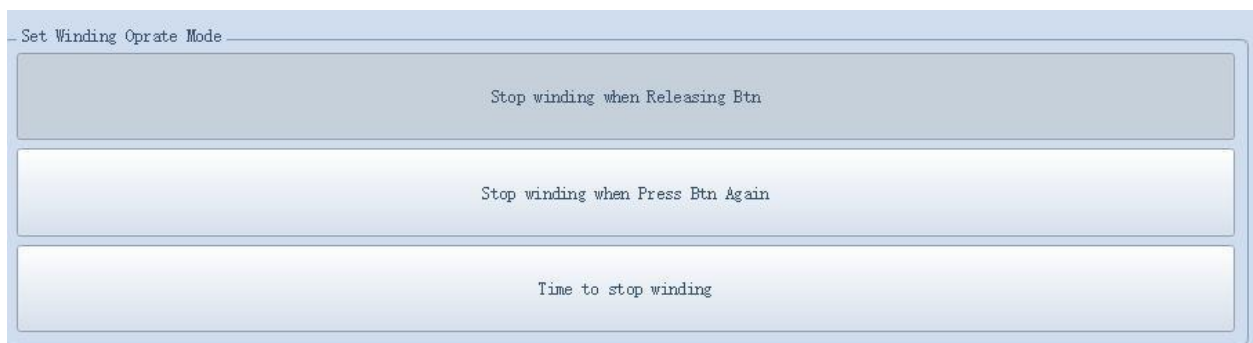 Set Winding Oprate Mode
Stop winding when Releasing Btn
Stop winding when Press Btn Again
Time to stop winding